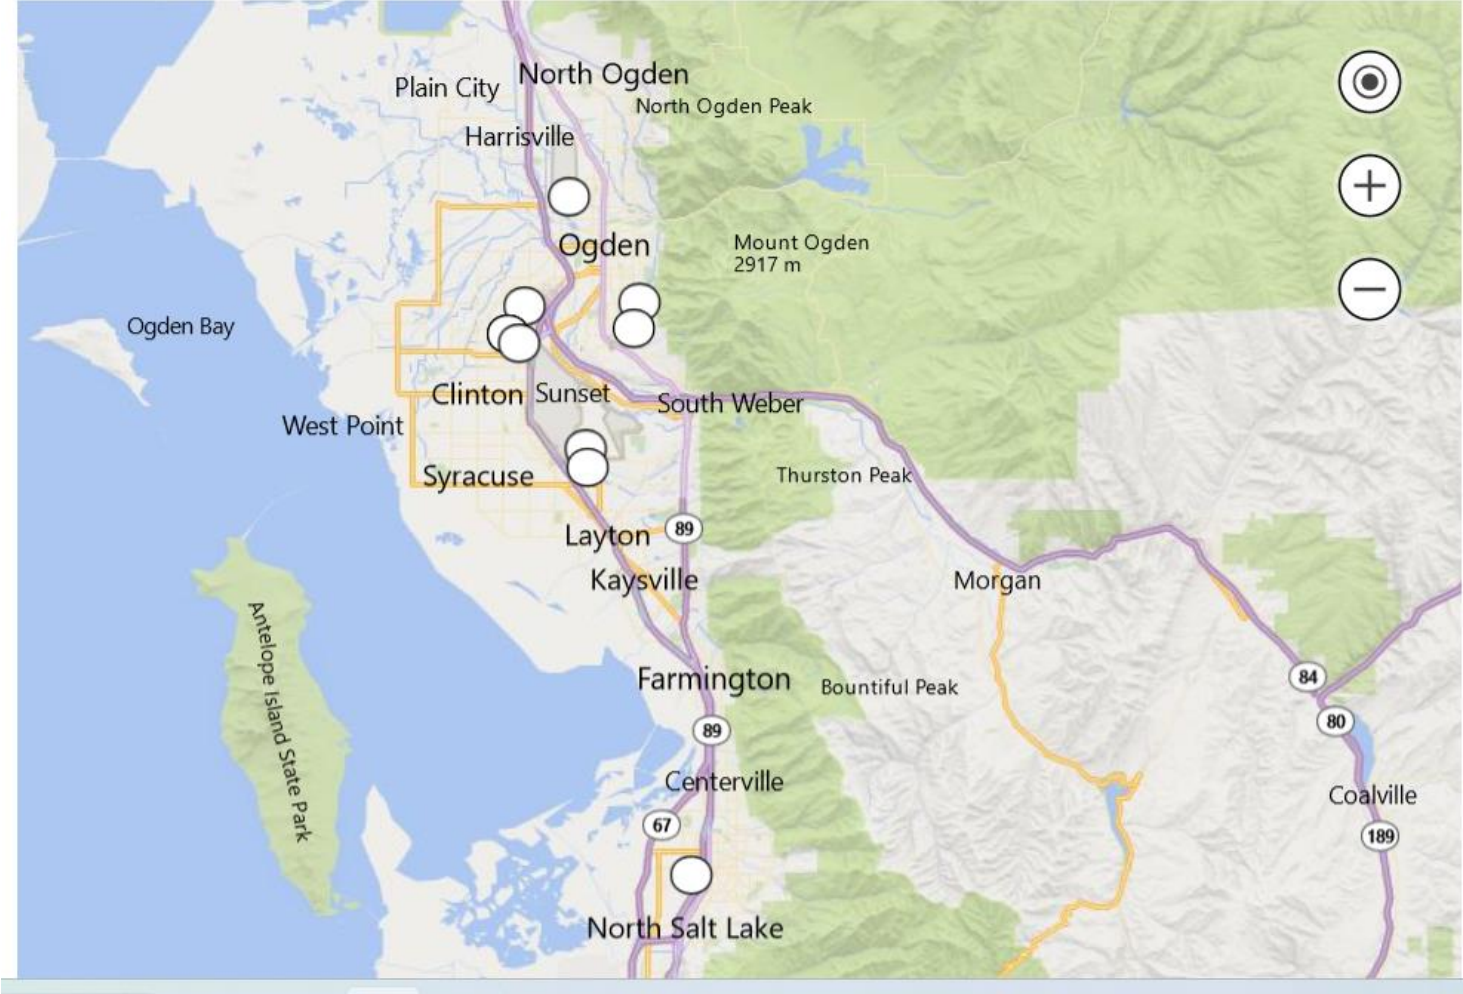 North Ogden
Plain City
North Ogden Peak
Harrisville
Ogden
Mount Ogden
2917 m
Ogden Bay
Clinton
Sunset
South Weber
West Point
Syracuse
Thurston Peak
89
Layton
Kaysville
Morgan
Antelope Island State Park
Farmington
Bountiful Peak
84
80
89
Centerville
Coalville
67
189
North Salt Lake